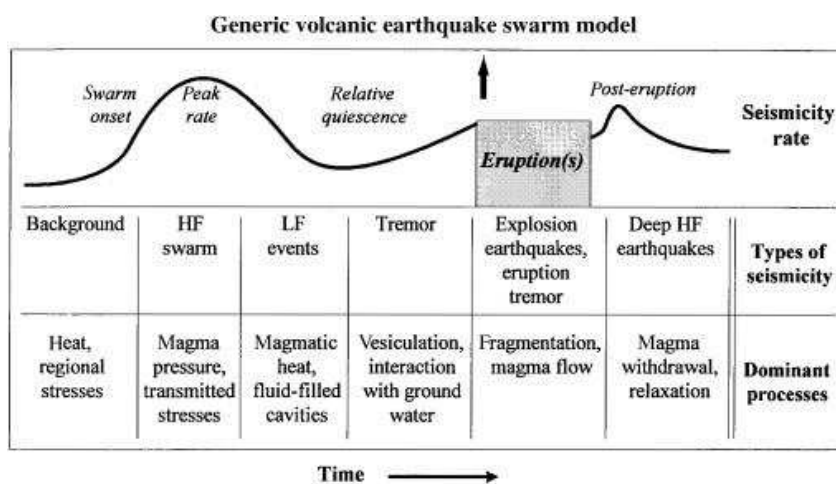 Generic volcanic earthquake swarm model
Swarm
onset
Peak
rate
Relative
quiescence
Post-eruption
Seismicity
rate
Eruption(s)
Background
HF
swarm
LF
events
Tremor
Explosion
earthquakes,
eruption
tremor
Deep HF
earthquakes
Types of
seismicity
Heat,
regional
stresses
Magma
pressure,
transmitted
stresses
Magmatic
heat,
fluid-filled
cavities
Vesiculation,
interaction
with ground
water
Fragmentation,
magma flow
Magma
withdrawal,
relaxation
Dominant
processes
Time